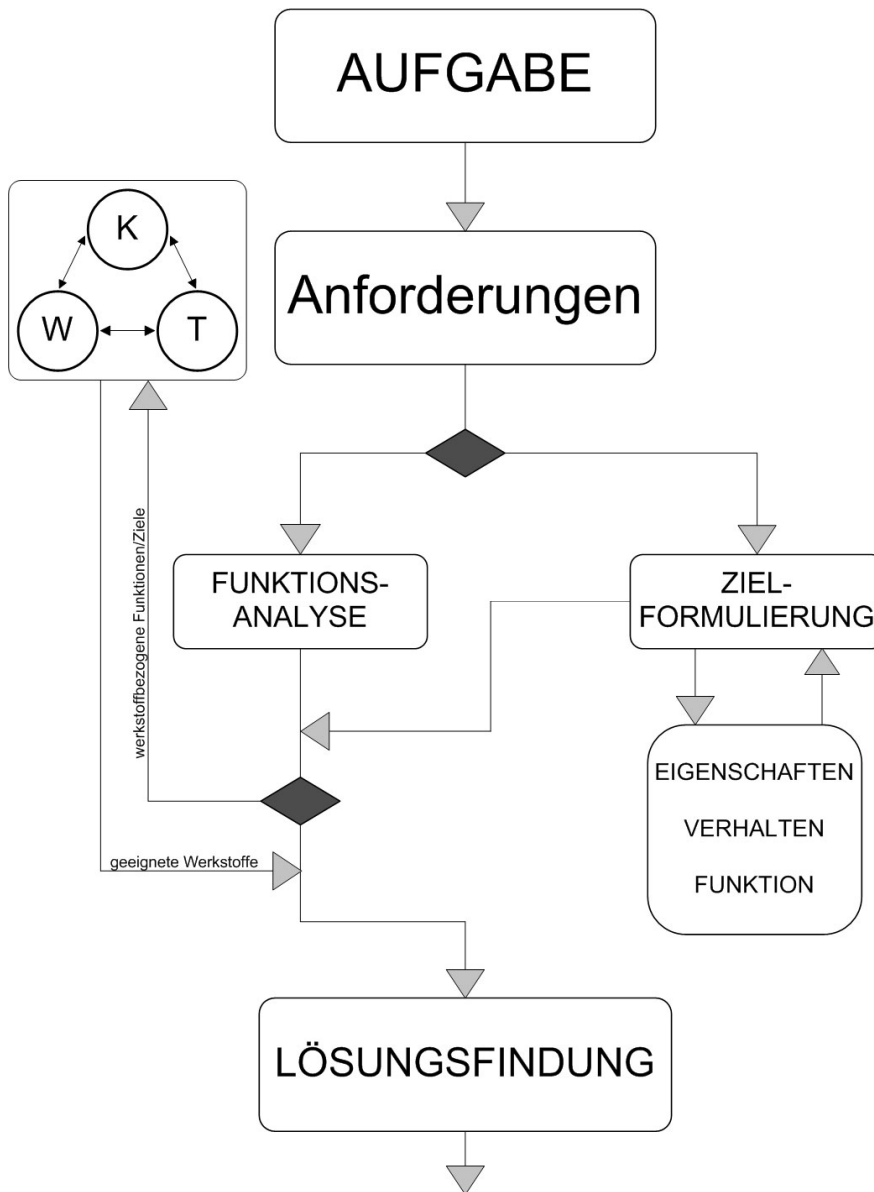 AUFGABE
K
W
T
Anforderungen
werkstoffbezogene Funktionen/Ziele
FUNKTIONS-
ANALYSE
ZIEL-
FORMULIERUNG
EIGENSCHAFTEN
VERHALTEN
FUNKTION
geeignete Werkstoffe
LÖSUNGSFINDUNG